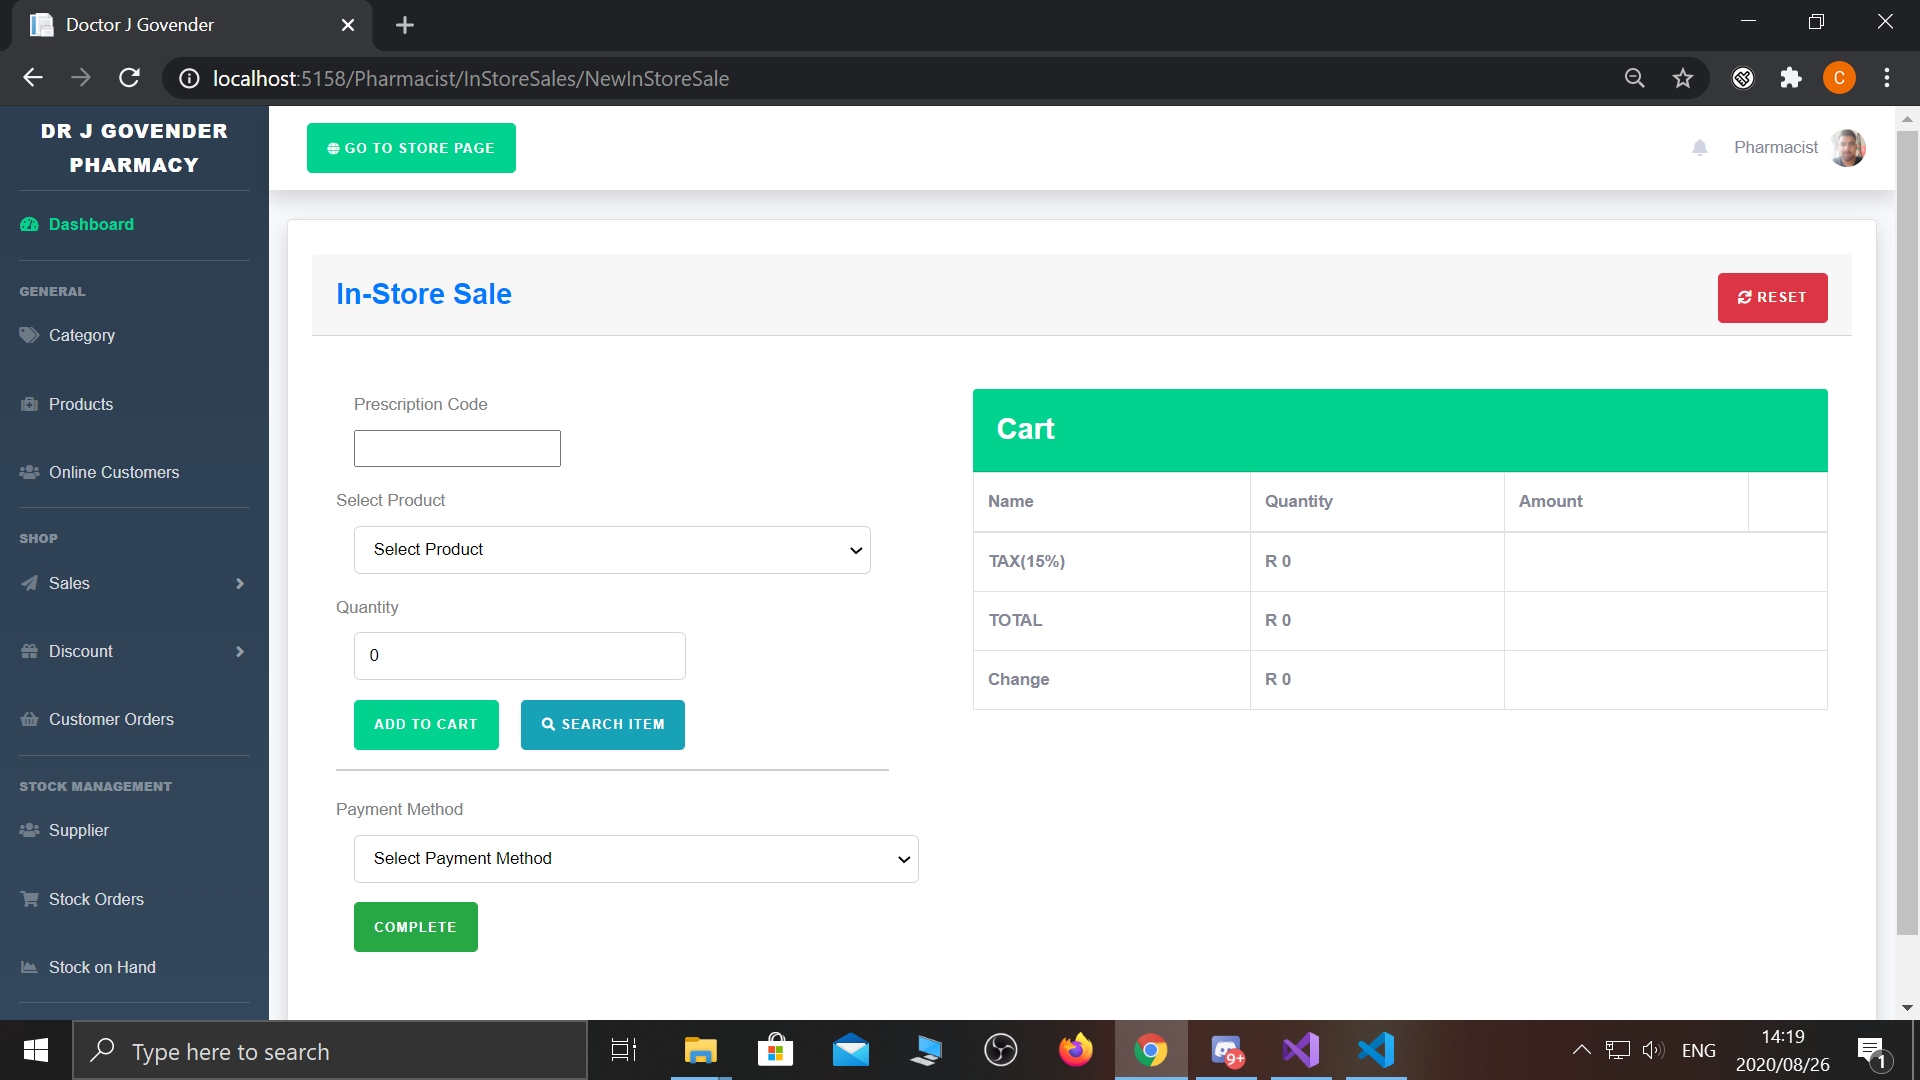 Doctor J Govender
localhost:5158/Pharmacist/InStoreSales/NewInStoreSale
C
DR J GOVENDER
PHARMACY
GO TO STORE PAGE
Pharmacist
Dashboard
GENERAL
Category
Products
Online Customers
SHOP
Sales
Discount
Customer Orders
STOCK MANAGEMENT
Supplier
Stock Orders
Stock on Hand
In-Store Sale
RESET
Prescription Code
Select Product
Select Product
Quantity
0
ADD TO CART
SEARCH ITEM
Payment Method
Select Payment Method
COMPLETE
Cart
Name Quantity Amount
TAX(15%) R 0
TOTAL R 0
Change R 0
Type here to search
9+
ENG
14:19
2020/08/26
1